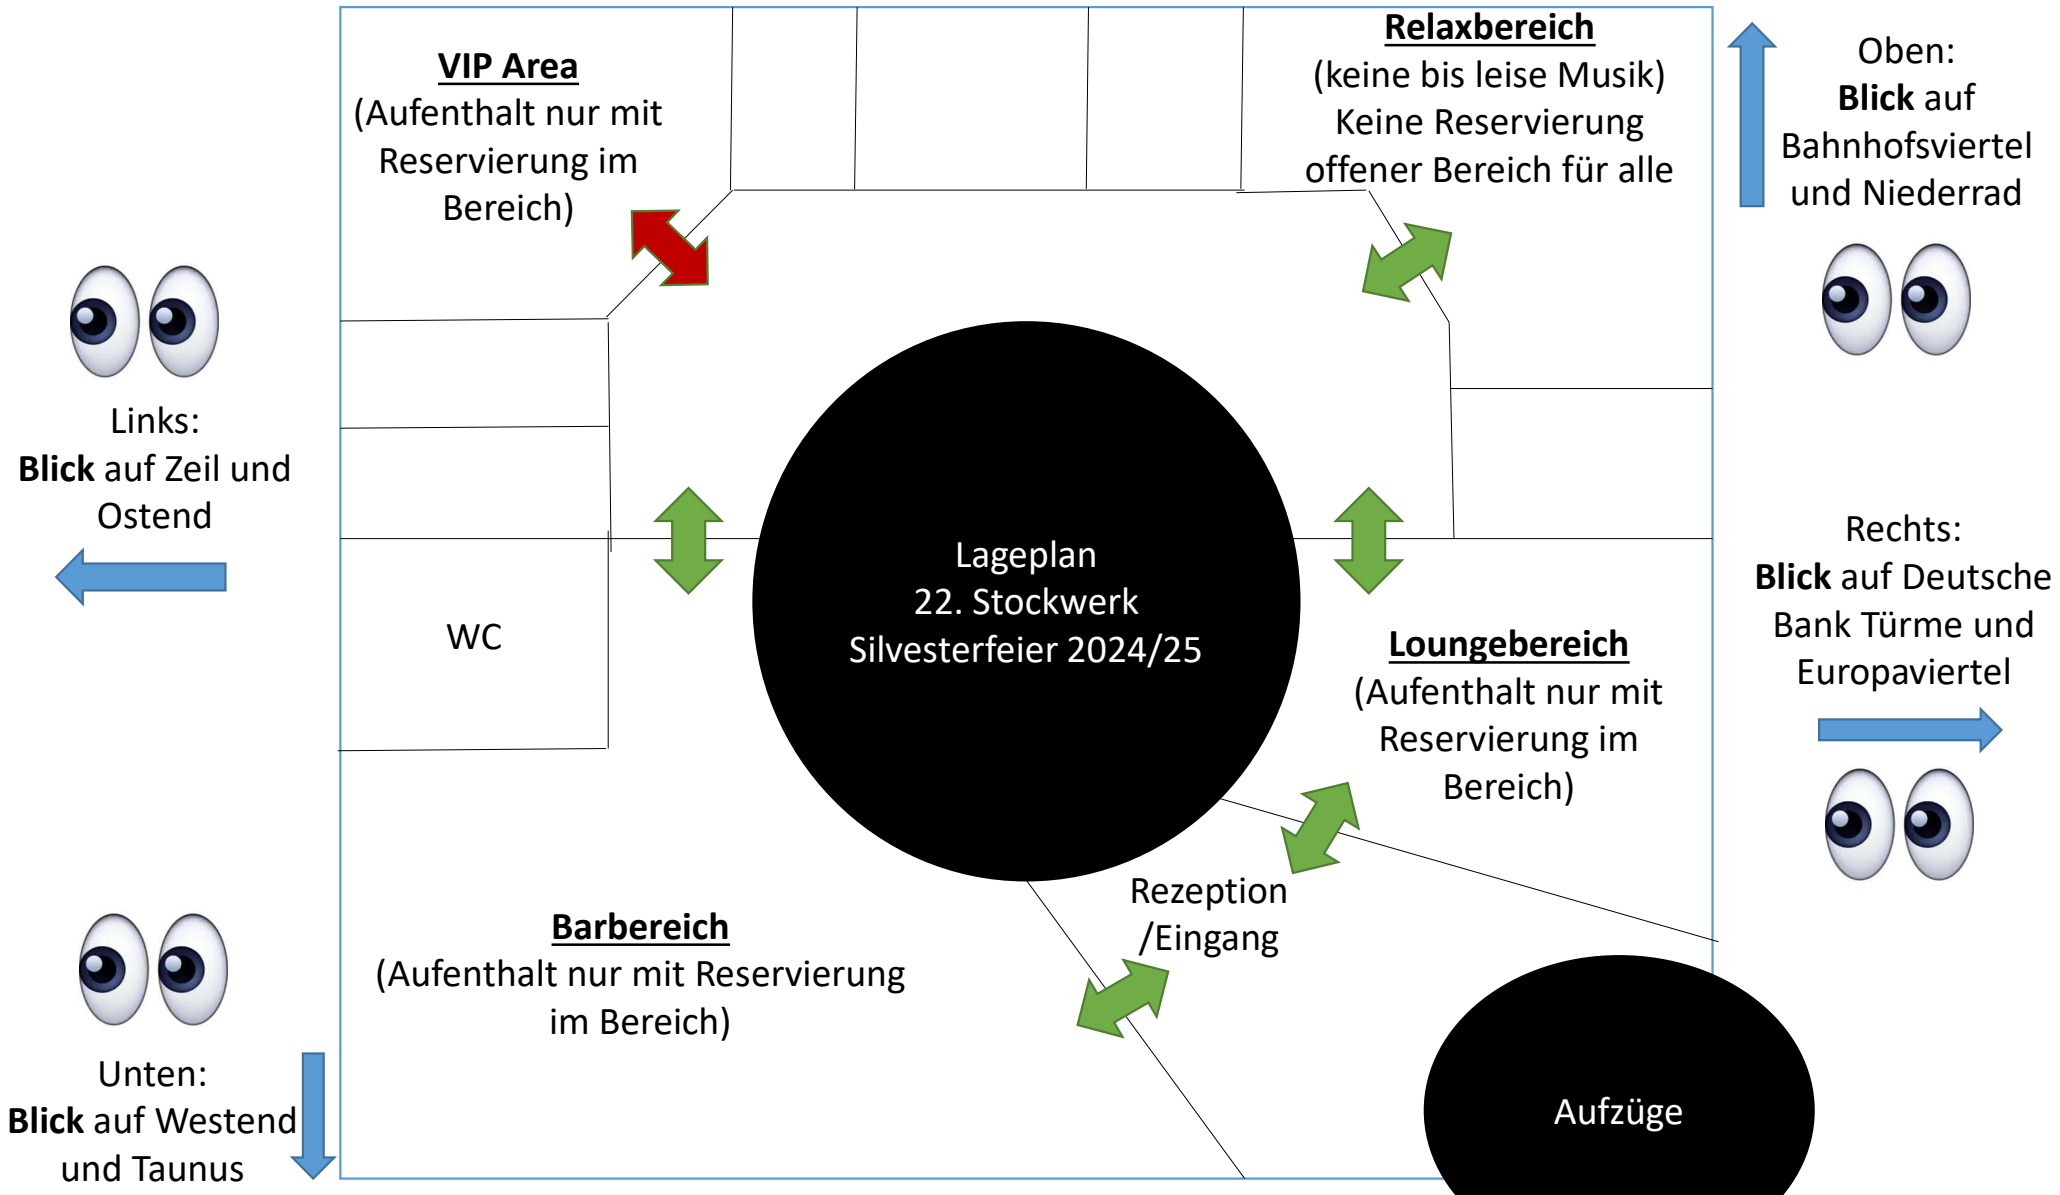 VIP Area
(Aufenthalt nur mit
Reservierung im
Bereich)
Relaxbereich
(keine bis leise Musik)
Keine Reservierung
offener Bereich für alle
Oben:
Blick auf
Bahnhofsviertel
und Niederrad
Links:
Blick auf Zeil und
Ostend
Lageplan
22. Stockwerk
Silvesterfeier 2024/25
Rechts:
Blick auf Deutsche
Bank Türme und
Europaviertel
WC
Loungebereich
(Aufenthalt nur mit
Reservierung im
Bereich)
Rezeption
/Eingang
Barbereich
(Aufenthalt nur mit Reservierung
im Bereich)
Unten:
Blick auf Westend
und Taunus
Aufzüge